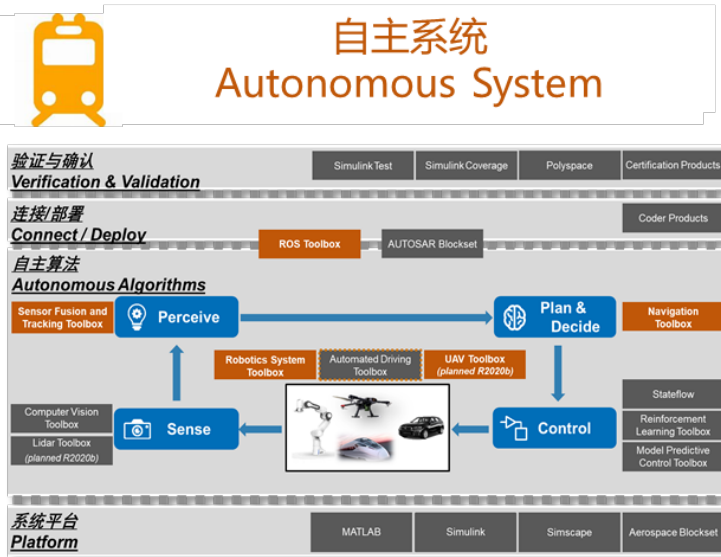 自主系统
Autonomous System
验证与确认
Verification & Validation
Simulink Test
Simulink Coverage
Polyspace
Certification Products
连接/部署
Connect / Deploy
Coder Products
ROS Toolbox
AUTOSAR Blockset
自主算法
Autonomous Algorithms
Sensor Fusion and
Tracking Toolbox
Perceive
Plan &
Decide
Navigation
Toolbox
Robotics System
Toolbox
Automated Driving
Toolbox
UAV Toolbox
(planned R2020b)
Computer Vision
Toolbox
Lidar Toolbox
(planned R2020b)
Sense
Control
Stateflow
Reinforcement
Learning Toolbox
Model Predictive
Control Toolbox
系统平台
Platform
MATLAB
Simulink
Simscape
Aerospace Blockset